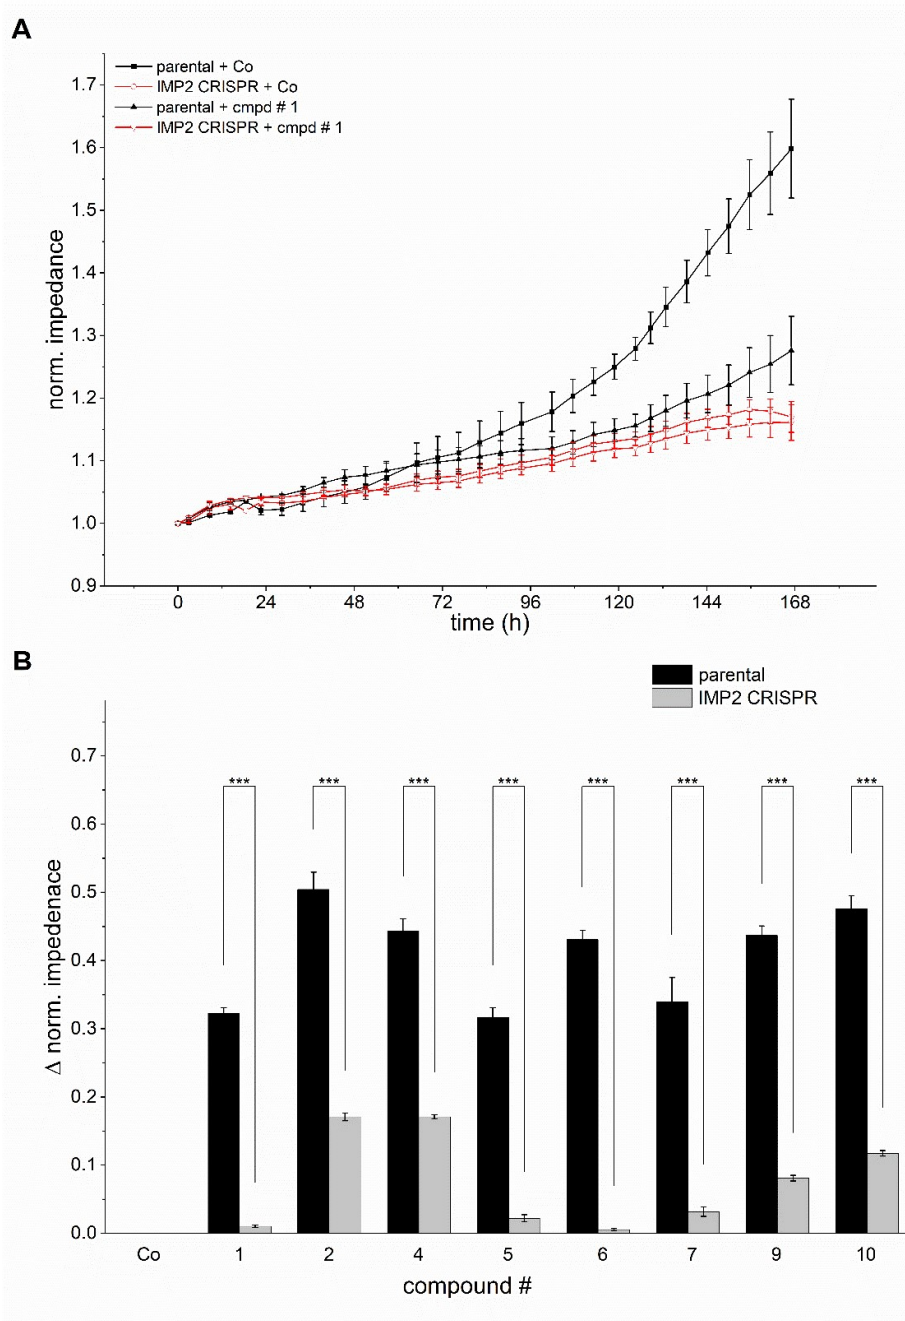 A
parental + Co
IMP2 CRISPR + Co
parental + cmpd # 1
IMP2 CRISPR + cmpd # 1
norm. impedance
1.7
1.6
1.5
1.4
1.3
1.2
1.1
1.0
0.9
0 24 48 72 96 120 144 168
time (h)
B
parental
IMP2 CRISPR
Δ norm. impedenace
0.7
0.6
0.5
0.4
0.3
0.2
0.1
0.0
*** *** *** *** *** *** *** ***
Co 1 2 4 5 6 7 9 10
compound #